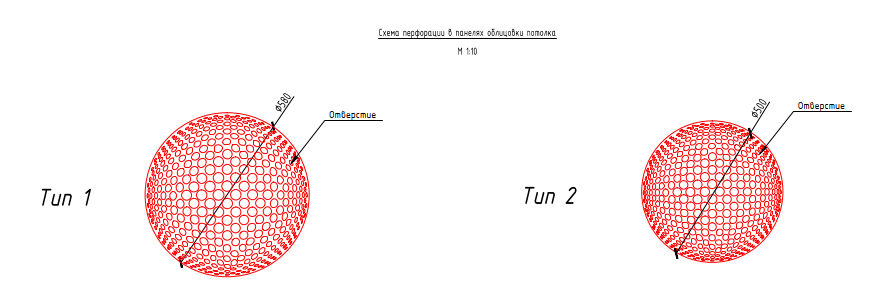 Схема перфорации в панелях облицовки потолка
М 1:10
Ø580
Отверстие
Тип 1
Ø500
Отверстие
Тип 2